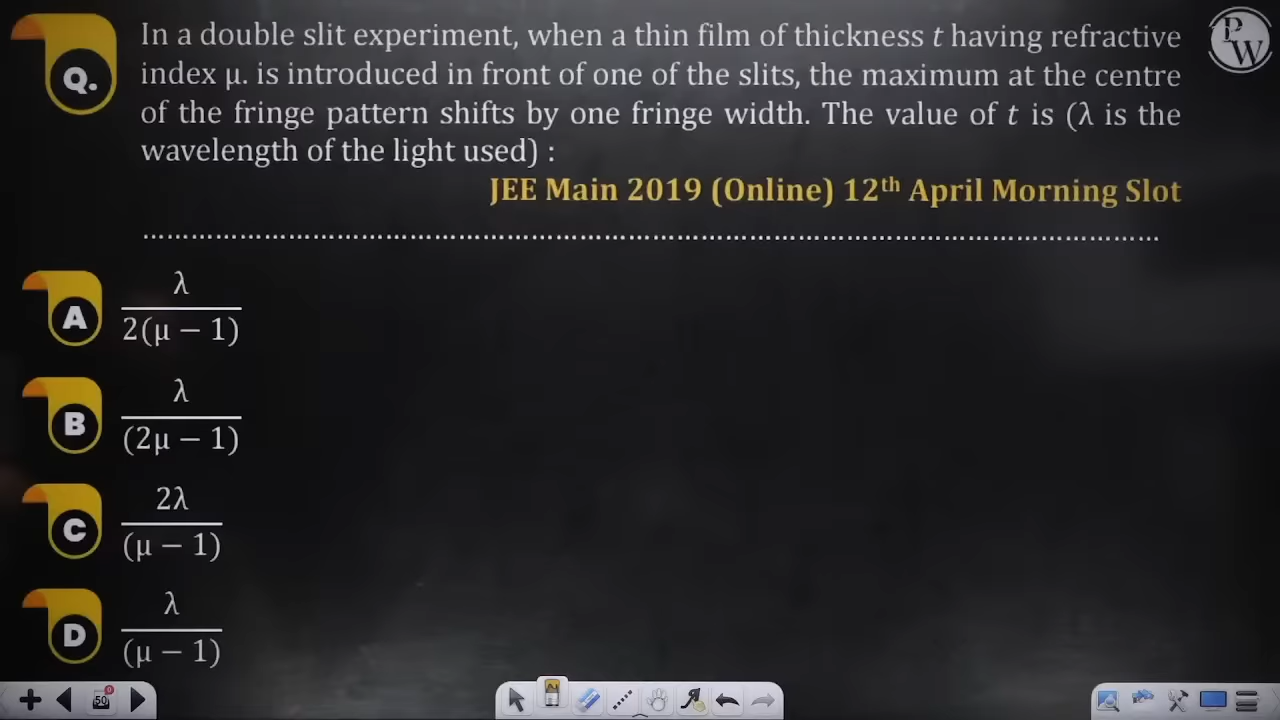 Q.
In a double slit experiment, when a thin film of thickness t having refractive
index μ. is introduced in front of one of the slits, the maximum at the centre
of the fringe pattern shifts by one fringe width. The value of t is (λ is the
wavelength of the light used) :
JEE Main 2019 (Online) 12th April Morning Slot
A
λ
2(μ − 1)
B
λ
(2μ − 1)
C
2λ
(μ − 1)
D
λ
(μ − 1)
PW
50